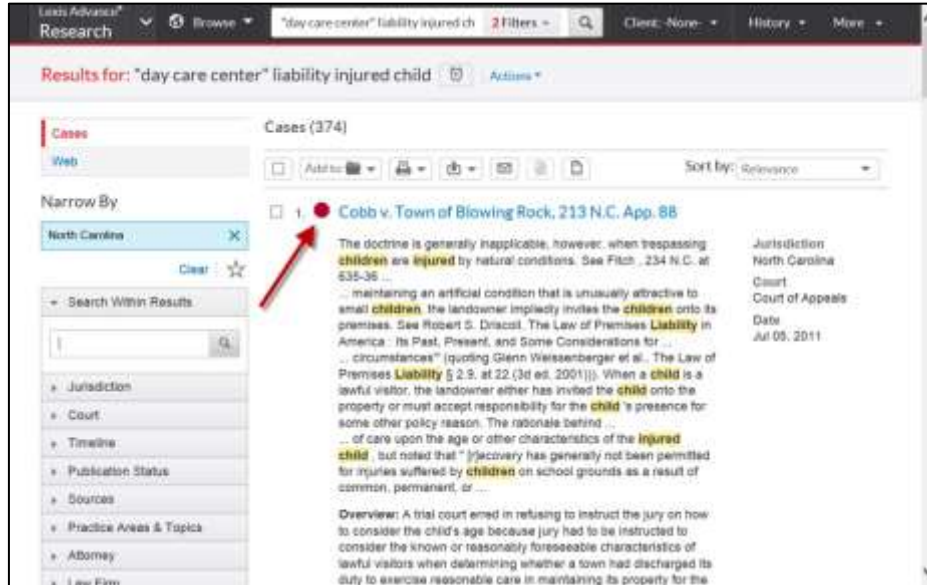 Lexis Advance®
Research
Browse
"day care center" liability injured ch
2 Filters
Client: -None-
History
More
Results for: "day care center" liability injured child
Actions
Cases
Web
Narrow By
North Carolina
Clear
Search Within Results
Jurisdiction
Court
Timeline
Publication Status
Sources
Practice Areas & Topics
Attorney
Law Firm
Cases (374)
Add to
Sort by: Relevance
1. Cobb v. Town of Blowing Rock, 213 N.C. App. 88
The doctrine is generally inapplicable, however, when trespassing
children are injured by natural conditions. See Fitch , 234 N.C. at
635-36 ...
... maintaining an artificial condition that is unusually attractive to
small children, the landowner impliedly invites the children onto its
premises. See Robert S. Driscoll, The Law of Premises Liability in
America : Its Past, Present, and Some Considerations for ...
... circumstances" (quoting Glenn Weissenberger et al., The Law of
Premises Liability § 2.9, at 22 (3d ed. 2001))). When a child is a
lawful visitor, the landowner either has invited the child onto the
property or must accept responsibility for the child 's presence for
some other policy reason. The rationale behind ...
... of care upon the age or other characteristics of the injured
child , but noted that " [r]ecovery has generally not been permitted
for injuries suffered by children on school grounds as a result of
common, permanent, or ...
Overview: A trial court erred in refusing to instruct the jury on how
to consider the child's age because jury had to be instructed to
consider the known or reasonably foreseeable characteristics of
lawful visitors when determining whether a town had discharged its
duty to exercise reasonable care in maintaining its property for the
Jurisdiction
North Carolina
Court
Court of Appeals
Date
Jul 05, 2011